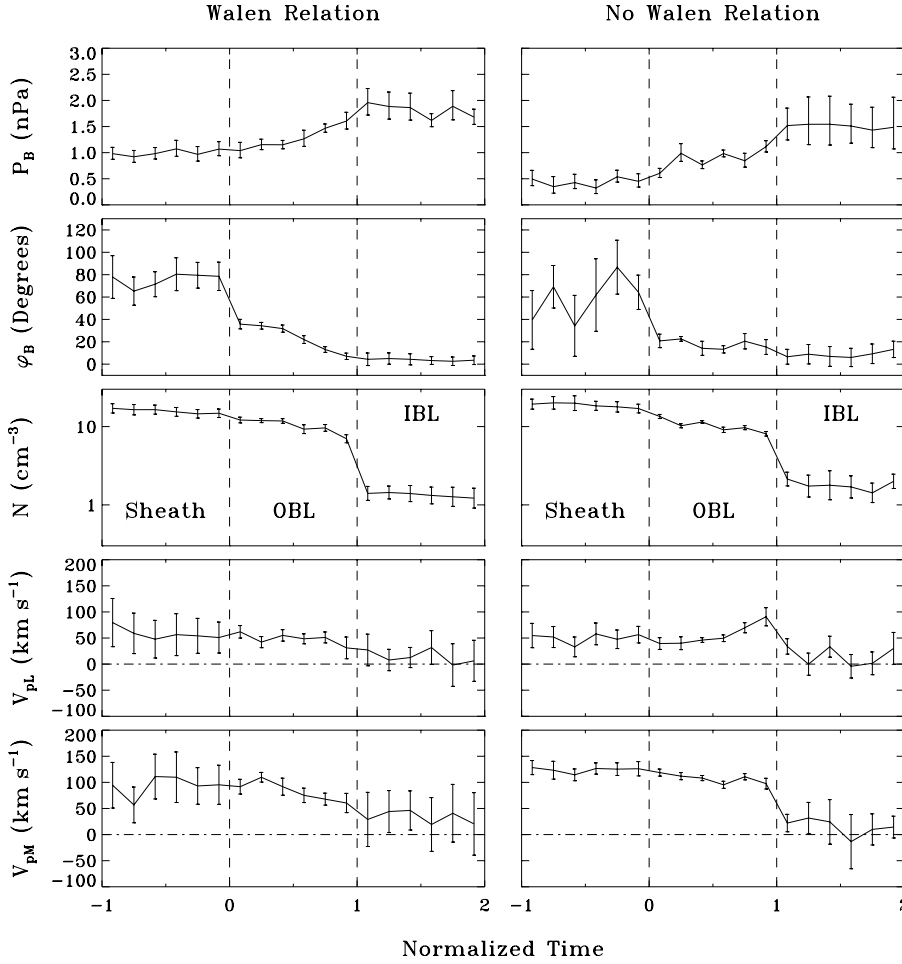 Walen Relation
No Walen Relation
P_B (nPa)
3.0
2.5
2.0
1.5
1.0
0.5
0.0
φ_B (Degrees)
120
100
80
60
40
20
0
N (cm⁻³)
10
1
Sheath
OBL
IBL
Sheath
OBL
IBL
V_pL (km s⁻¹)
200
150
100
50
0
−50
−100
V_pM (km s⁻¹)
200
150
100
50
0
−50
−100
−1 0 1 2
−1 0 1 2
Normalized Time